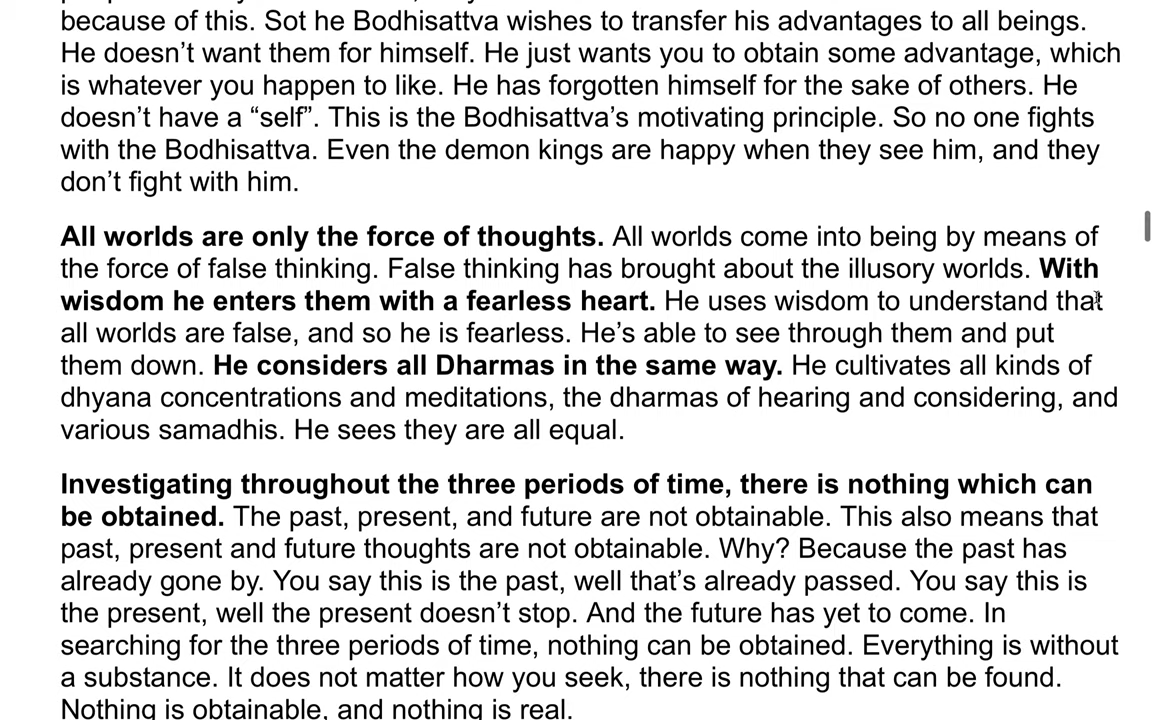 because of this. Sot he Bodhisattva wishes to transfer his advantages to all beings.
He doesn’t want them for himself. He just wants you to obtain some advantage, which
is whatever you happen to like. He has forgotten himself for the sake of others. He
doesn’t have a “self”. This is the Bodhisattva’s motivating principle. So no one fights
with the Bodhisattva. Even the demon kings are happy when they see him, and they
don’t fight with him.
All worlds are only the force of thoughts. All worlds come into being by means of
the force of false thinking. False thinking has brought about the illusory worlds. With
wisdom he enters them with a fearless heart. He uses wisdom to understand that
all worlds are false, and so he is fearless. He’s able to see through them and put
them down. He considers all Dharmas in the same way. He cultivates all kinds of
dhyana concentrations and meditations, the dharmas of hearing and considering, and
various samadhis. He sees they are all equal.
Investigating throughout the three periods of time, there is nothing which can
be obtained. The past, present, and future are not obtainable. This also means that
past, present and future thoughts are not obtainable. Why? Because the past has
already gone by. You say this is the past, well that’s already passed. You say this is
the present, well the present doesn’t stop. And the future has yet to come. In
searching for the three periods of time, nothing can be obtained. Everything is without
a substance. It does not matter how you seek, there is nothing that can be found.
Nothing is obtainable, and nothing is real.